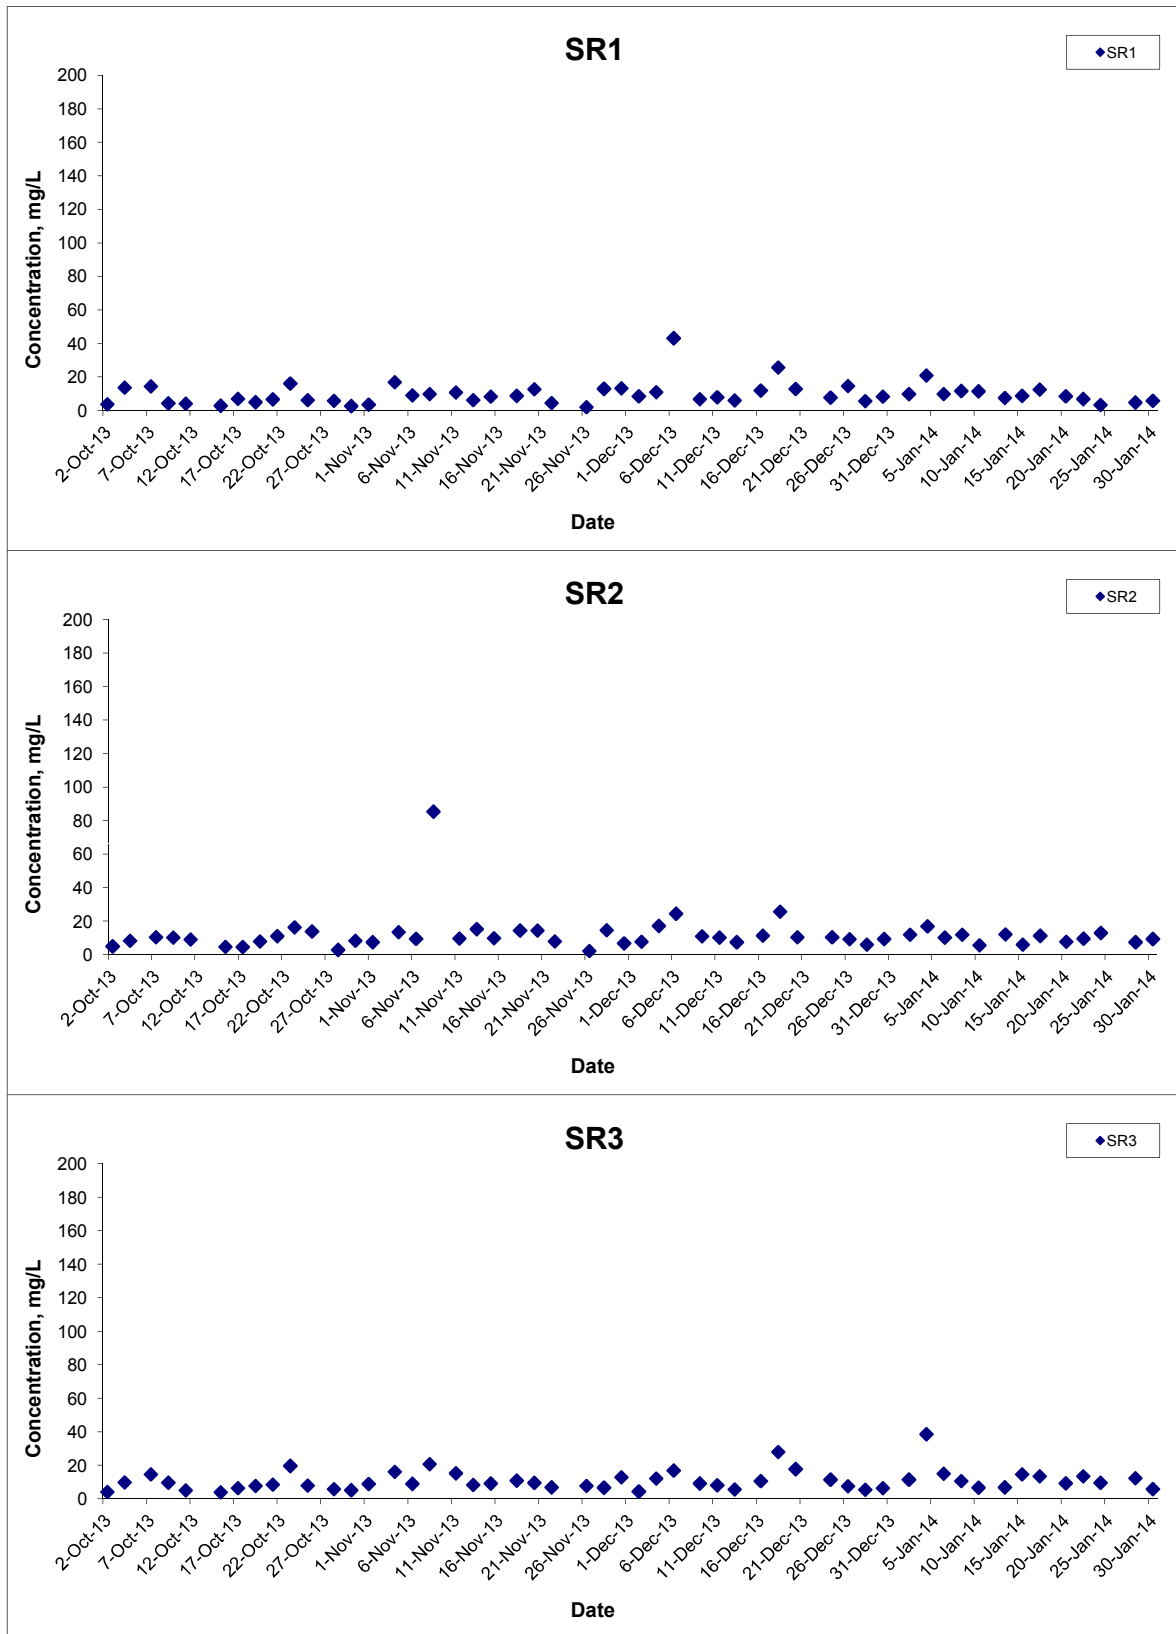 SR1
SR1
Concentration, mg/L
200
180
160
140
120
100
80
60
40
20
0
2-Oct-13 7-Oct-13 12-Oct-13 17-Oct-13 22-Oct-13 27-Oct-13 1-Nov-13 6-Nov-13 11-Nov-13 16-Nov-13 21-Nov-13 26-Nov-13 1-Dec-13 6-Dec-13 11-Dec-13 16-Dec-13 21-Dec-13 26-Dec-13 31-Dec-13 5-Jan-14 10-Jan-14 15-Jan-14 20-Jan-14 25-Jan-14 30-Jan-14
Date
SR2
SR2
Concentration, mg/L
200
180
160
140
120
100
80
60
40
20
0
2-Oct-13 7-Oct-13 12-Oct-13 17-Oct-13 22-Oct-13 27-Oct-13 1-Nov-13 6-Nov-13 11-Nov-13 16-Nov-13 21-Nov-13 26-Nov-13 1-Dec-13 6-Dec-13 11-Dec-13 16-Dec-13 21-Dec-13 26-Dec-13 31-Dec-13 5-Jan-14 10-Jan-14 15-Jan-14 20-Jan-14 25-Jan-14 30-Jan-14
Date
SR3
SR3
Concentration, mg/L
200
180
160
140
120
100
80
60
40
20
0
2-Oct-13 7-Oct-13 12-Oct-13 17-Oct-13 22-Oct-13 27-Oct-13 1-Nov-13 6-Nov-13 11-Nov-13 16-Nov-13 21-Nov-13 26-Nov-13 1-Dec-13 6-Dec-13 11-Dec-13 16-Dec-13 21-Dec-13 26-Dec-13 31-Dec-13 5-Jan-14 10-Jan-14 15-Jan-14 20-Jan-14 25-Jan-14 30-Jan-14
Date